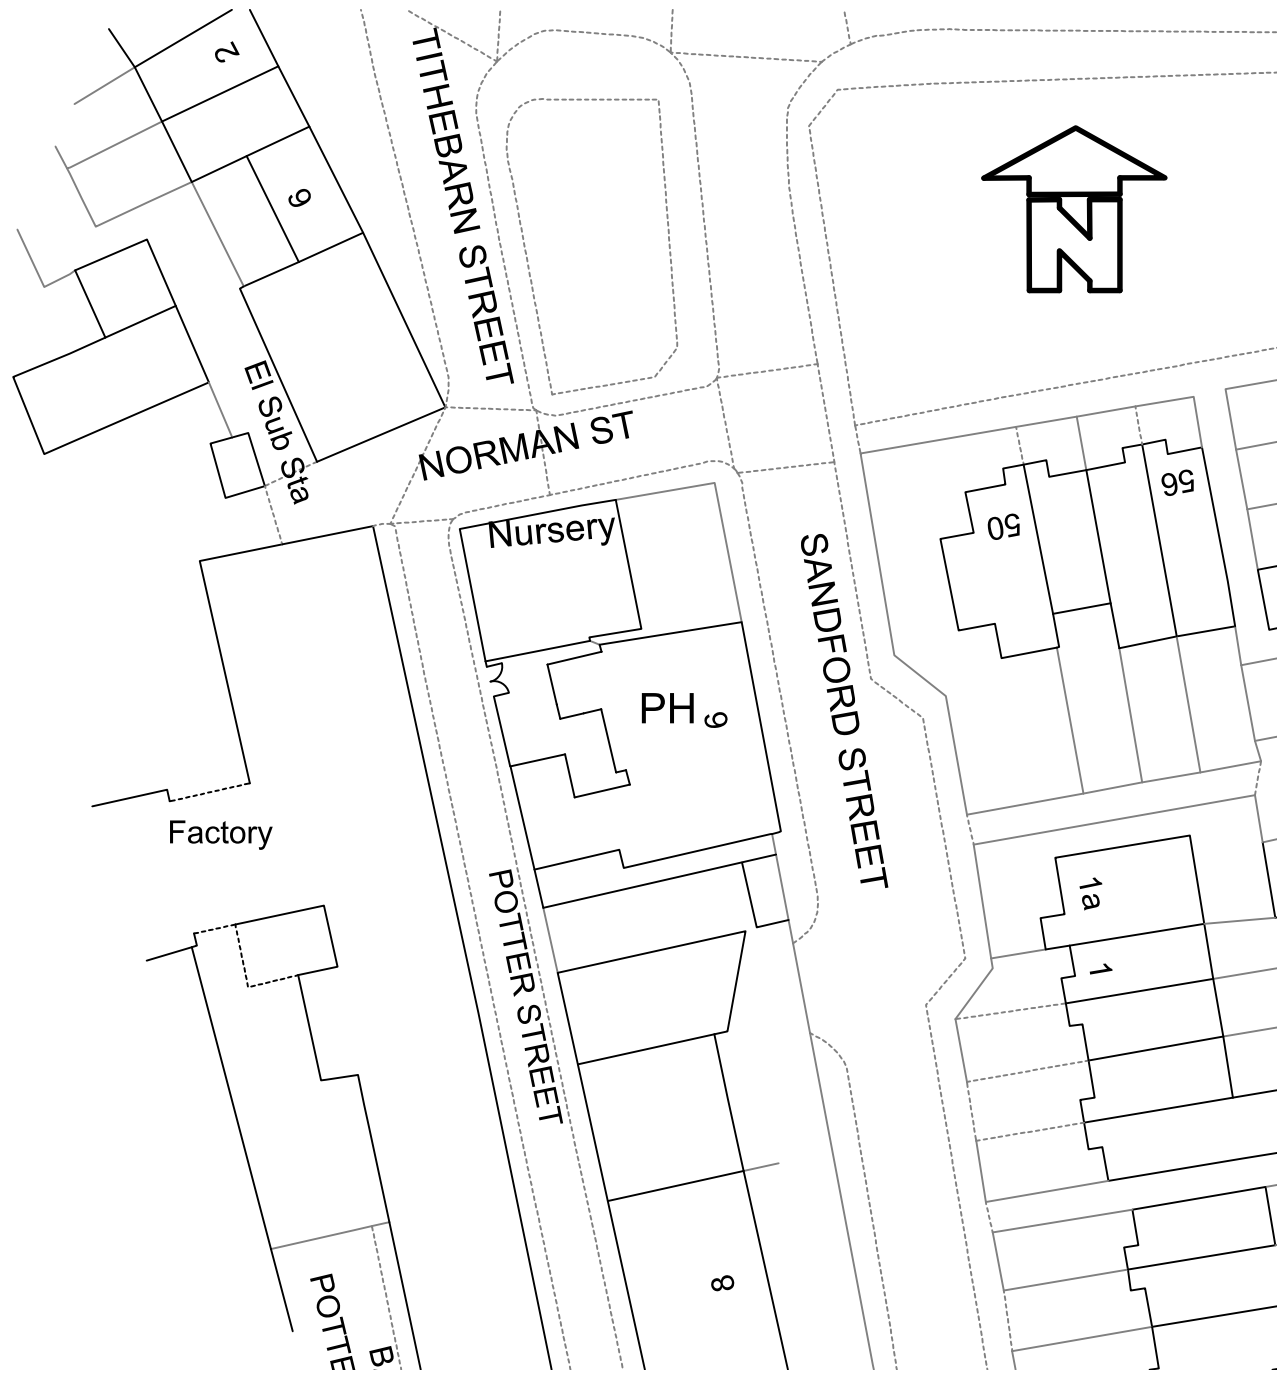 2
6
TITHEBARN STREET
N
El Sub Sta
NORMAN ST
Nursery
50
56
SANDFORD STREET
PH
6
Factory
POTTER STREET
1a
1
8
POTTE
B